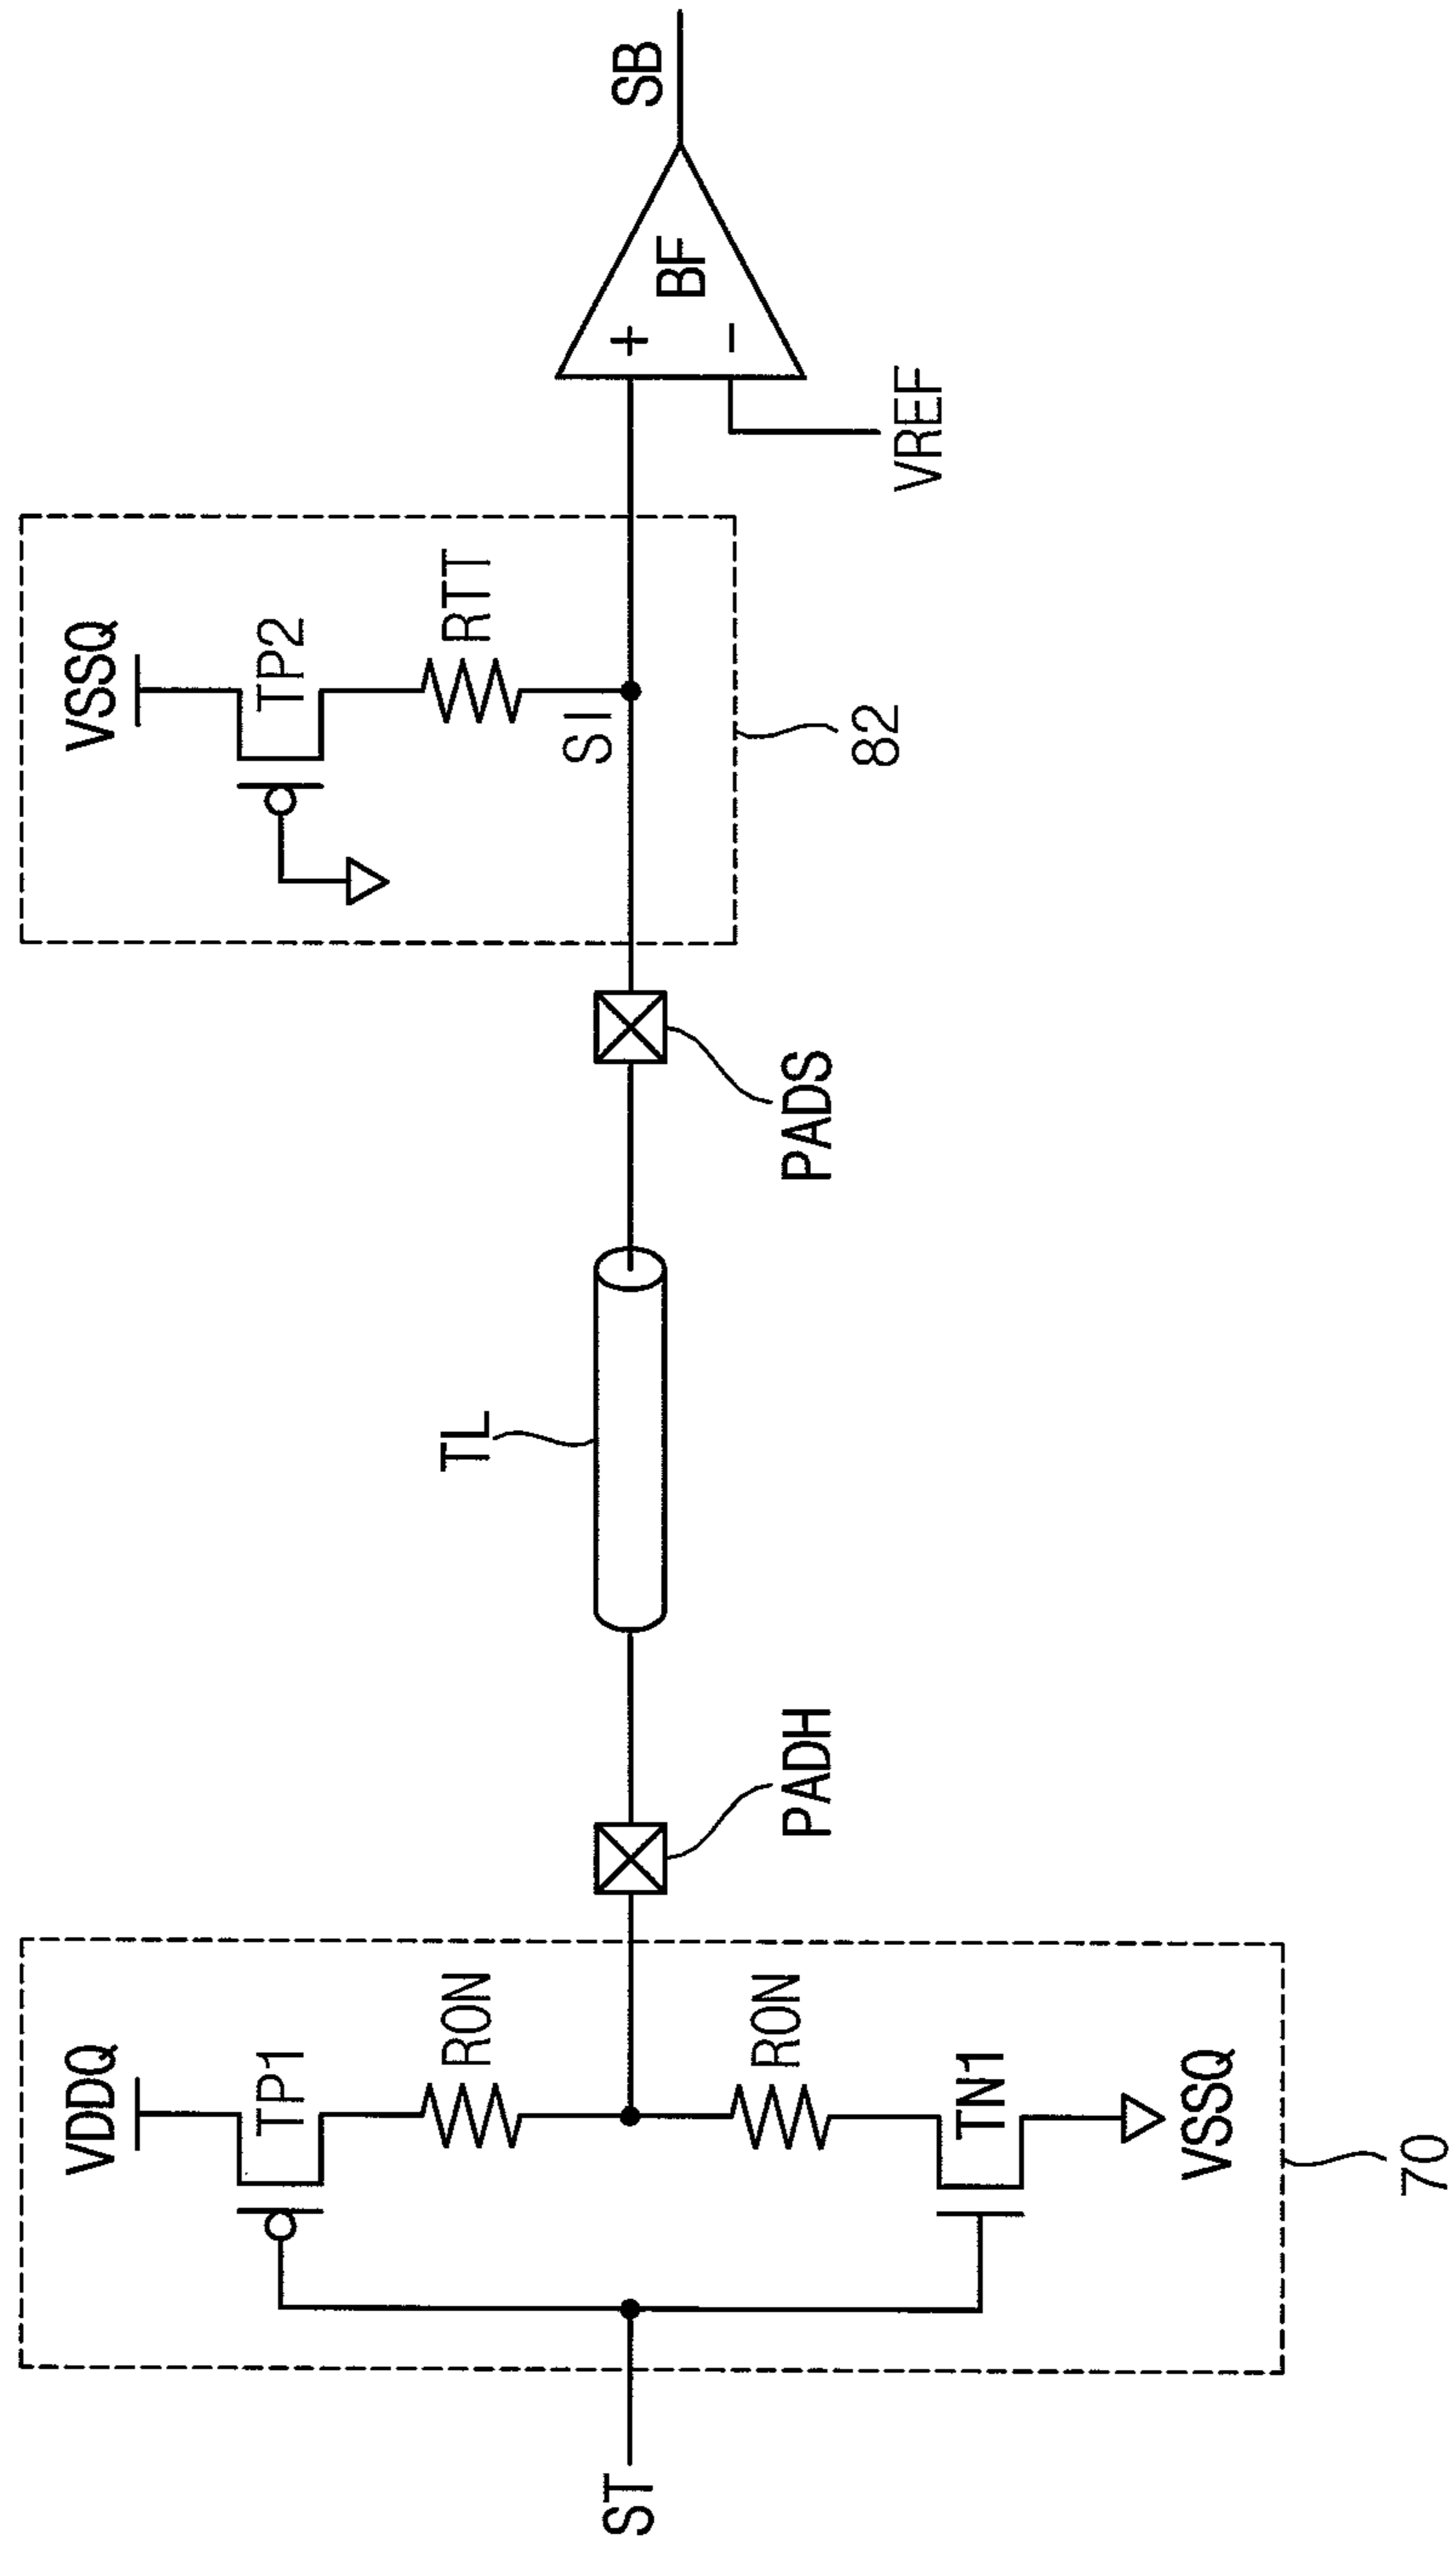 VDDQ
TP1
RON
RON
TN1
VSSQ
ST
70
PADH
TL
PADS
VSSQ
TP2
RTT
SI
82
+
−
BF
VREF
SB